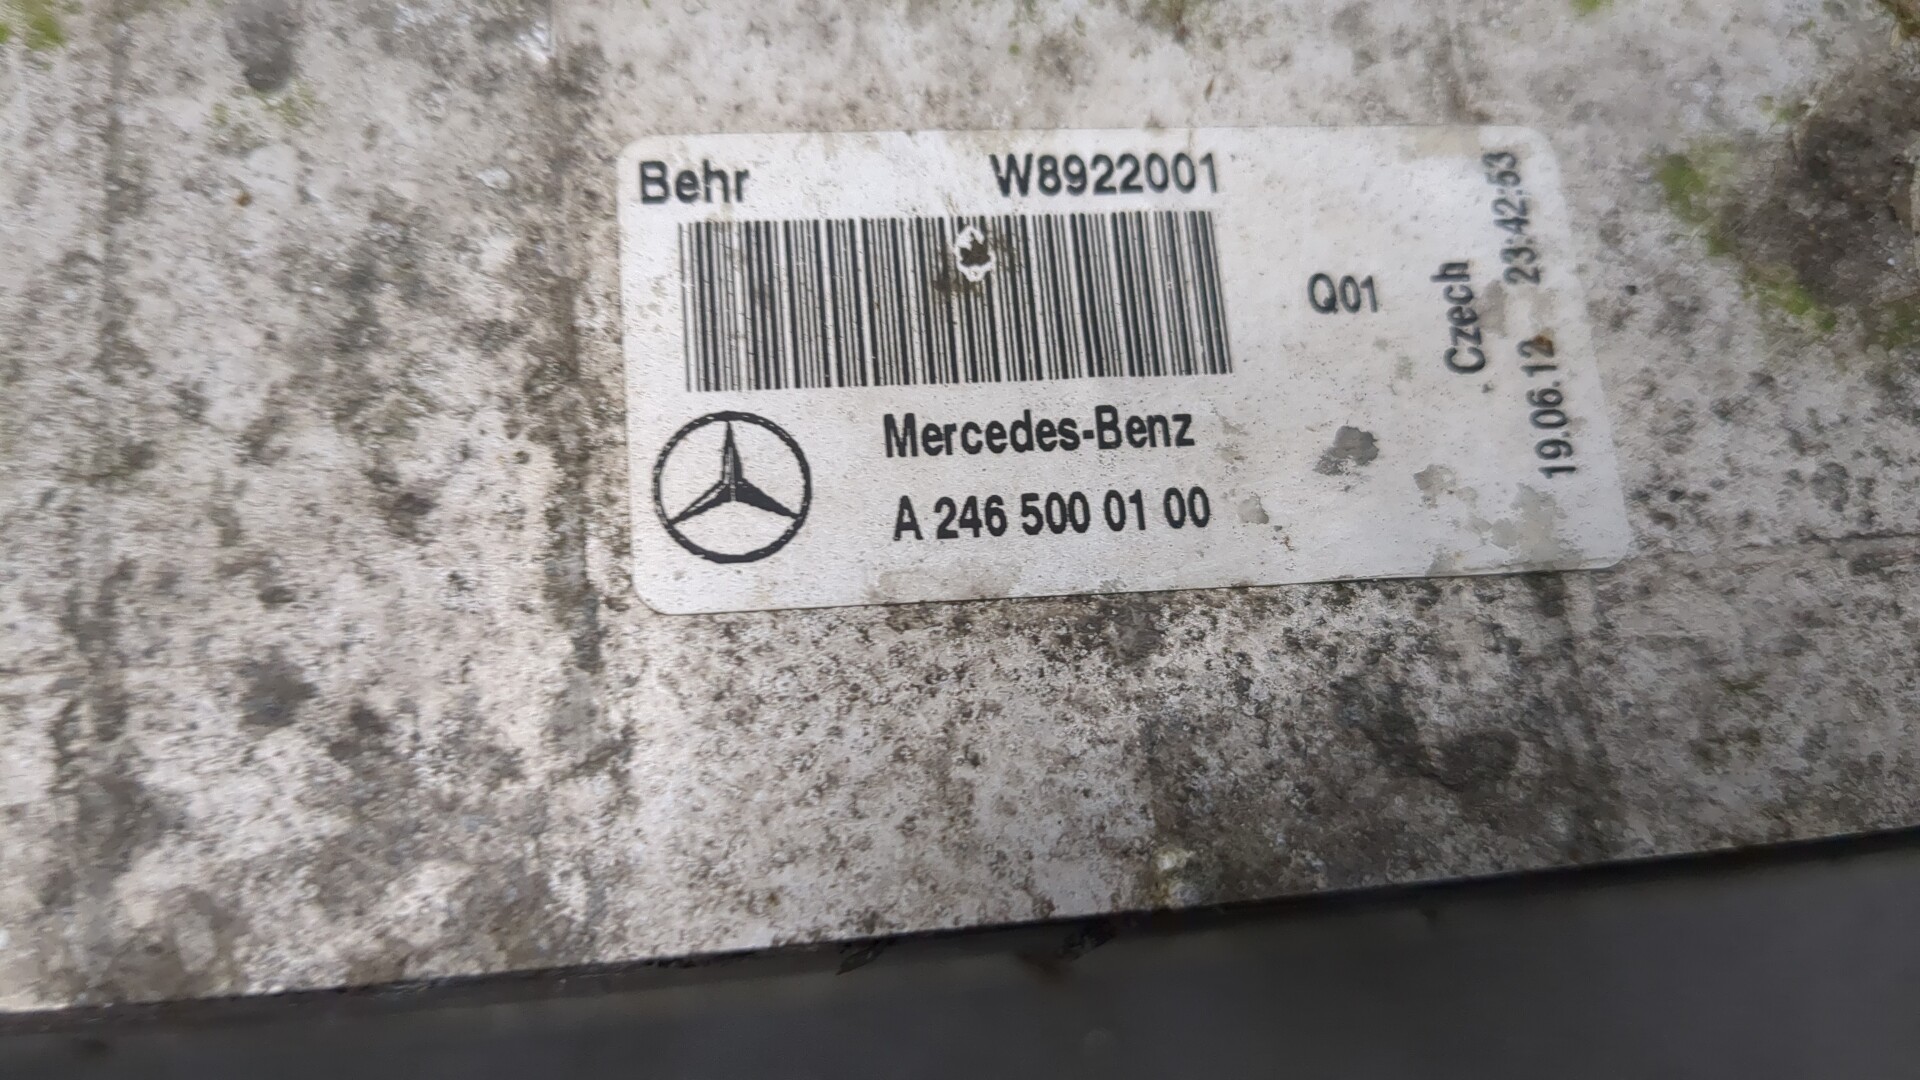 Behr W8922001
Q01
Czech
19.06.12 23:42:53
Mercedes-Benz
A 246 500 01 00